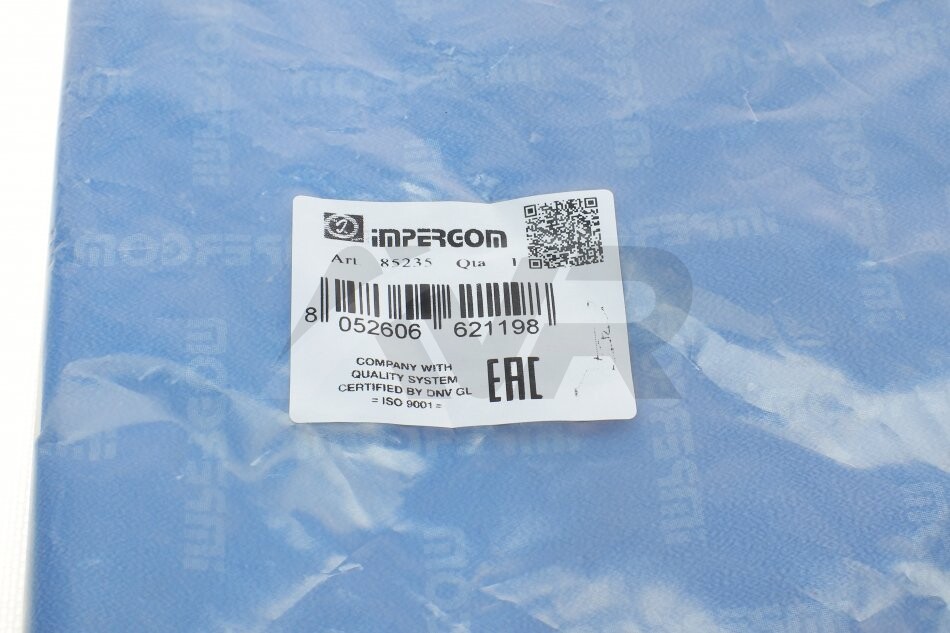 iMPERGOM
Art 85235 Qta 1
8 052606 621198
COMPANY WITH
QUALITY SYSTEM
CERTIFIED BY DNV GL
= ISO 9001 =
EAC
AVR